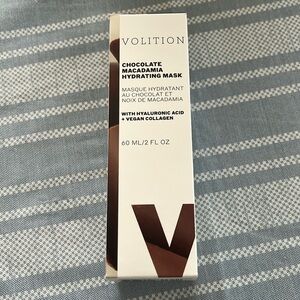 VOLITION
CHOCOLATE
MACADAMIA
HYDRATING MASK
MASQUE HYDRATANT
AU CHOCOLAT ET
NOIX DE MACADAMIA
WITH HYALURONIC ACID
+ VEGAN COLLAGEN
60 ML/2 FL OZ
V